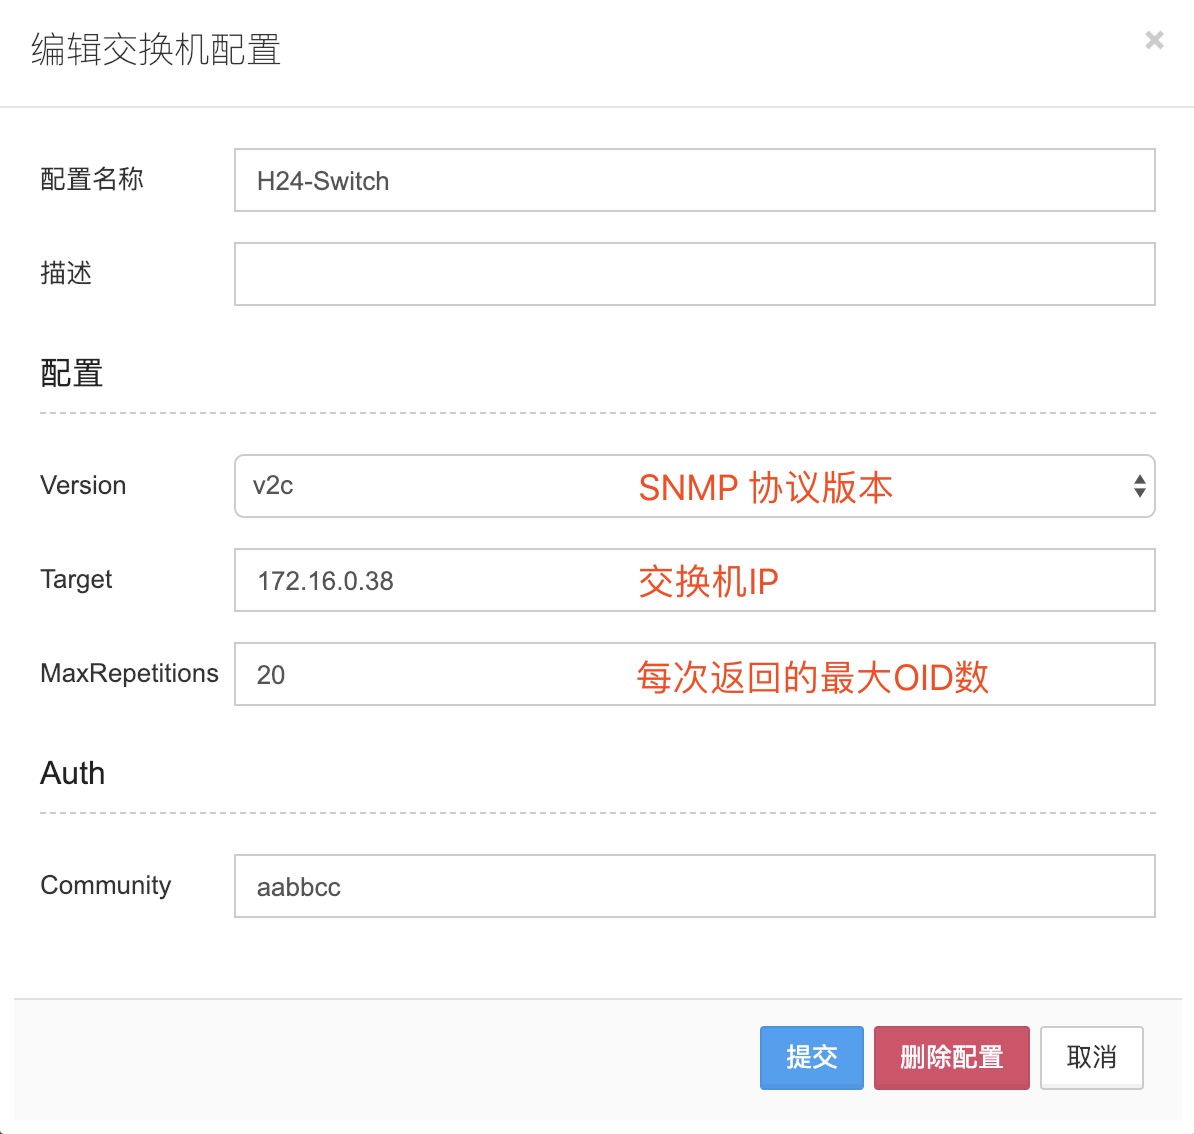 编辑交换机配置 ×
配置名称 H24-Switch
描述
配置
Version v2c SNMP 协议版本
Target 172.16.0.38 交换机IP
MaxRepetitions 20 每次返回的最大OID数
Auth
Community aabbcc
提交 删除配置 取消